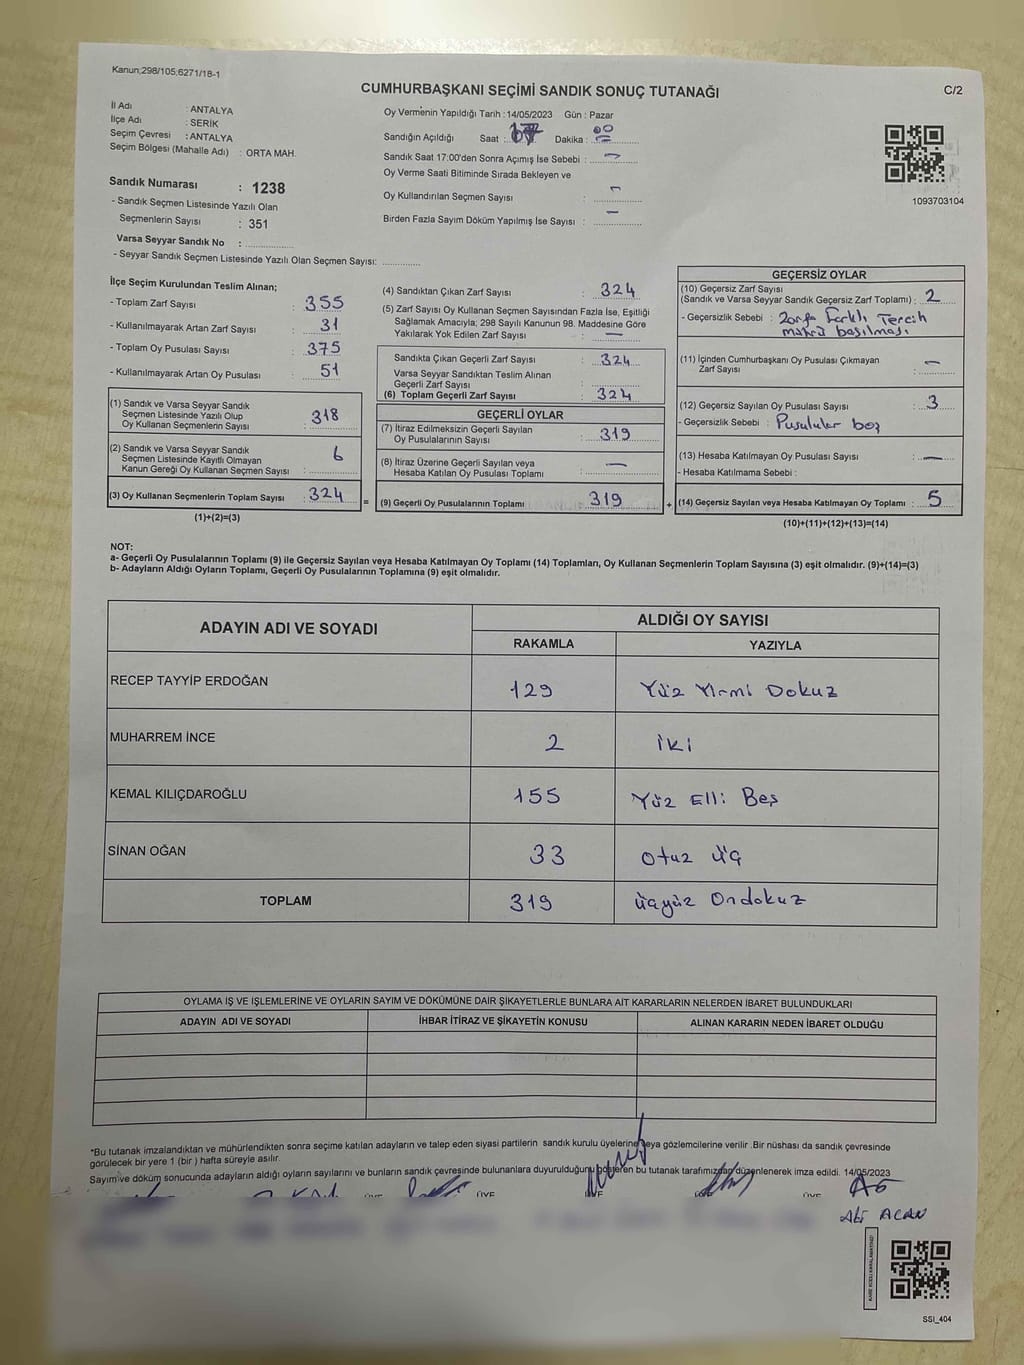 Kanun;298/105;6271/18-1
CUMHURBAŞKANI SEÇİMİ SANDIK SONUÇ TUTANAĞI
C/2
İl Adı : ANTALYA
İlçe Adı : SERİK
Seçim Çevresi : ANTALYA
Seçim Bölgesi (Mahalle Adı) : ORTA MAH.
Sandık Numarası : 1238
- Sandık Seçmen Listesinde Yazılı Olan
Seçmenlerin Sayısı : 351
Varsa Seyyar Sandık No :
- Seyyar Sandık Seçmen Listesinde Yazılı Olan Seçmen Sayısı:
Oy Vermenin Yapıldığı Tarih : 14/05/2023 Gün : Pazar
Sandığın Açıldığı Saat : 17 Dakika : 00
Sandık Saat 17:00'den Sonra Açımış İse Sebebi : —
Oy Verme Saati Bitiminde Sırada Bekleyen ve
Oy Kullandırılan Seçmen Sayısı : —
Birden Fazla Sayım Döküm Yapılmış İse Sayısı : —
1093703104
İlçe Seçim Kurulundan Teslim Alınan;
- Toplam Zarf Sayısı : 355
- Kullanılmayarak Artan Zarf Sayısı : 31
- Toplam Oy Pusulası Sayısı : 375
- Kullanılmayarak Artan Oy Pusulası : 51
(1) Sandık ve Varsa Seyyar Sandık
Seçmen Listesinde Yazılı Olup
Oy Kullanan Seçmenlerin Sayısı : 318
(2) Sandık ve Varsa Seyyar Sandık
Seçmen Listesinde Kayıtlı Olmayan
Kanun Gereği Oy Kullanan Seçmen Sayısı : 6
(3) Oy Kullanan Seçmenlerin Toplam Sayısı : 324 =
(1)+(2)=(3)
(4) Sandıktan Çıkan Zarf Sayısı : 324
(5) Zarf Sayısı Oy Kullanan Seçmen Sayısından Fazla İse, Eşitliği
Sağlamak Amacıyla; 298 Sayılı Kanunun 98. Maddesine Göre
Yakılarak Yok Edilen Zarf Sayısı : —
Sandıkta Çıkan Geçerli Zarf Sayısı : 324
Varsa Seyyar Sandıktan Teslim Alınan
Geçerli Zarf Sayısı :
(6) Toplam Geçerli Zarf Sayısı : 324
GEÇERLİ OYLAR
(7) İtiraz Edilmeksizin Geçerli Sayılan
Oy Pusulalarının Sayısı : 319
(8) İtiraz Üzerine Geçerli Sayılan veya
Hesaba Katılan Oy Pusulası Toplamı : —
(9) Geçerli Oy Pusulalarının Toplamı : 319 +
GEÇERSİZ OYLAR
(10) Geçersiz Zarf Sayısı
(Sandık ve Varsa Seyyar Sandık Geçersiz Zarf Toplamı) : 2
- Geçersizlik Sebebi : Zarfa Farklı Tercih
mührü basılması
(11) İçinden Cumhurbaşkanı Oy Pusulası Çıkmayan
Zarf Sayısı : —
(12) Geçersiz Sayılan Oy Pusulası Sayısı : 3
- Geçersizlik Sebebi : Pusulular boş
(13) Hesaba Katılmayan Oy Pusulası Sayısı : —
- Hesaba Katılmama Sebebi :
(14) Geçersiz Sayılan veya Hesaba Katılmayan Oy Toplamı : 5
(10)+(11)+(12)+(13)=(14)
NOT:
a- Geçerli Oy Pusulalarının Toplamı (9) ile Geçersiz Sayılan veya Hesaba Katılmayan Oy Toplamı (14) Toplamları, Oy Kullanan Seçmenlerin Toplam Sayısına (3) eşit olmalıdır. (9)+(14)=(3)
b- Adayların Aldığı Oyların Toplamı, Geçerli Oy Pusulalarının Toplamına (9) eşit olmalıdır.
ADAYIN ADI VE SOYADI
ALDIĞI OY SAYISI
RAKAMLA YAZIYLA
RECEP TAYYİP ERDOĞAN 129 Yüz Yirmi Dokuz
MUHARREM İNCE 2 iki
KEMAL KILIÇDAROĞLU 155 Yüz Elli Beş
SİNAN OĞAN 33 Otuz üç
TOPLAM 319 üçyüz Ondokuz
OYLAMA İŞ VE İŞLEMLERİNE VE OYLARIN SAYIM VE DÖKÜMÜNE DAİR ŞİKAYETLERLE BUNLARA AİT KARARLARIN NELERDEN İBARET BULUNDUKLARI
ADAYIN ADI VE SOYADI İHBAR İTİRAZ VE ŞİKAYETİN KONUSU ALINAN KARARIN NEDEN İBARET OLDUĞU
*Bu tutanak imzalandıktan ve mühürlendikten sonra seçime katılan adayların ve talep eden siyasi partilerin sandık kurulu üyelerine veya gözlemcilerine verilir .Bir nüshası da sandık çevresinde
görülecek bir yere 1 (bir ) hafta süreyle asılır.
Sayım ve döküm sonucunda adayların aldığı oyların sayılarını ve bunların sandık çevresinde bulunanlara duyurulduğunu gösteren bu tutanak tarafımızdan düzenlenerek imza edildi. 14/05/2023
ÜYE ÜYE ÜYE ÜYE
Ali ACAN
SSI_404